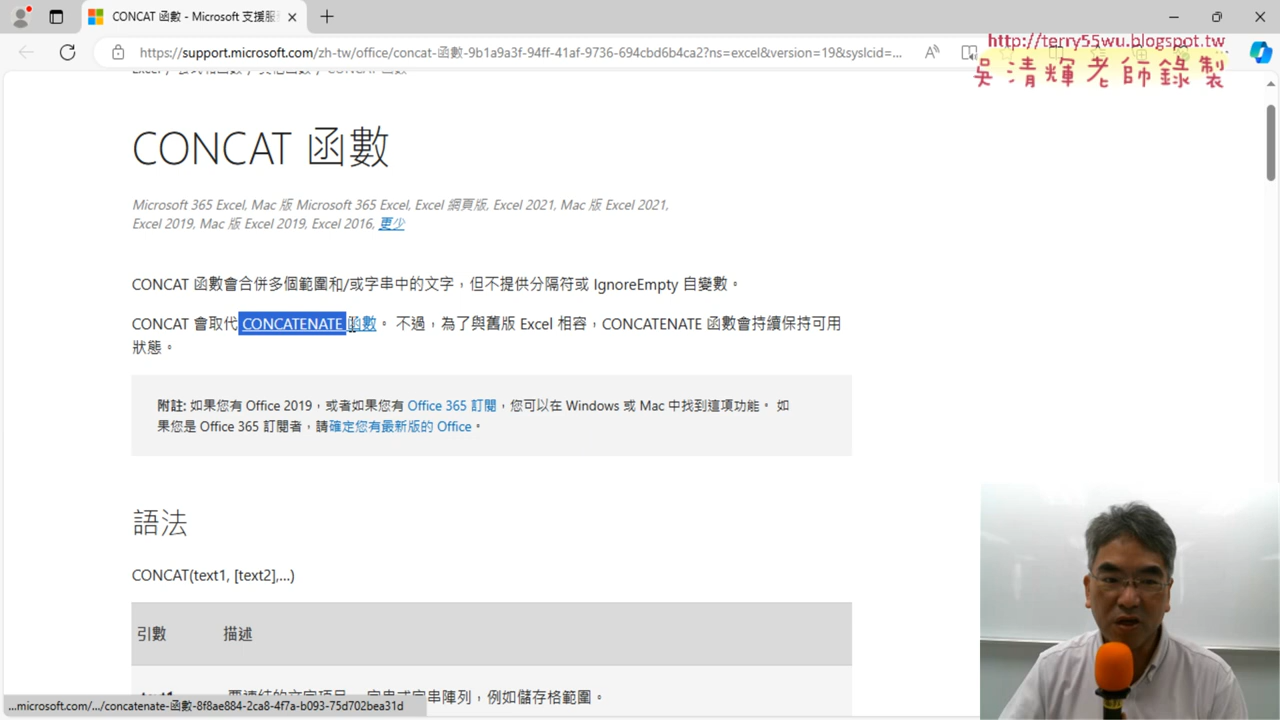 CONCAT 函數 - Microsoft 支援服
https://support.microsoft.com/zh-tw/office/concat-函數-9b1a9a3f-94ff-41af-9736-694cbd6b4ca2?ns=excel&version=19&syslcid=...
http://terry55wu.blogspot.tw
吳清輝老師錄製
CONCAT 函數
Microsoft 365 Excel, Mac 版 Microsoft 365 Excel, Excel 網頁版, Excel 2021, Mac 版 Excel 2021,
Excel 2019, Mac 版 Excel 2019, Excel 2016, 更少
CONCAT 函數會合併多個範圍和/或字串中的文字，但不提供分隔符或 IgnoreEmpty 自變數。
CONCAT 會取代 CONCATENATE 函數。 不過，為了與舊版 Excel 相容，CONCATENATE 函數會持續保持可用
狀態。
附註: 如果您有 Office 2019，或者如果您有 Office 365 訂閱，您可以在 Windows 或 Mac 中找到這項功能。 如
果您是 Office 365 訂閱者，請確定您有最新版的 Office。
語法
CONCAT(text1, [text2],...)
引數 描述
text1 要連結的文字項目。 字串或字串陣列，例如儲存格範圍。
...microsoft.com/.../concatenate-函數-8f8ae884-2ca8-4f7a-b093-75d702bea31d